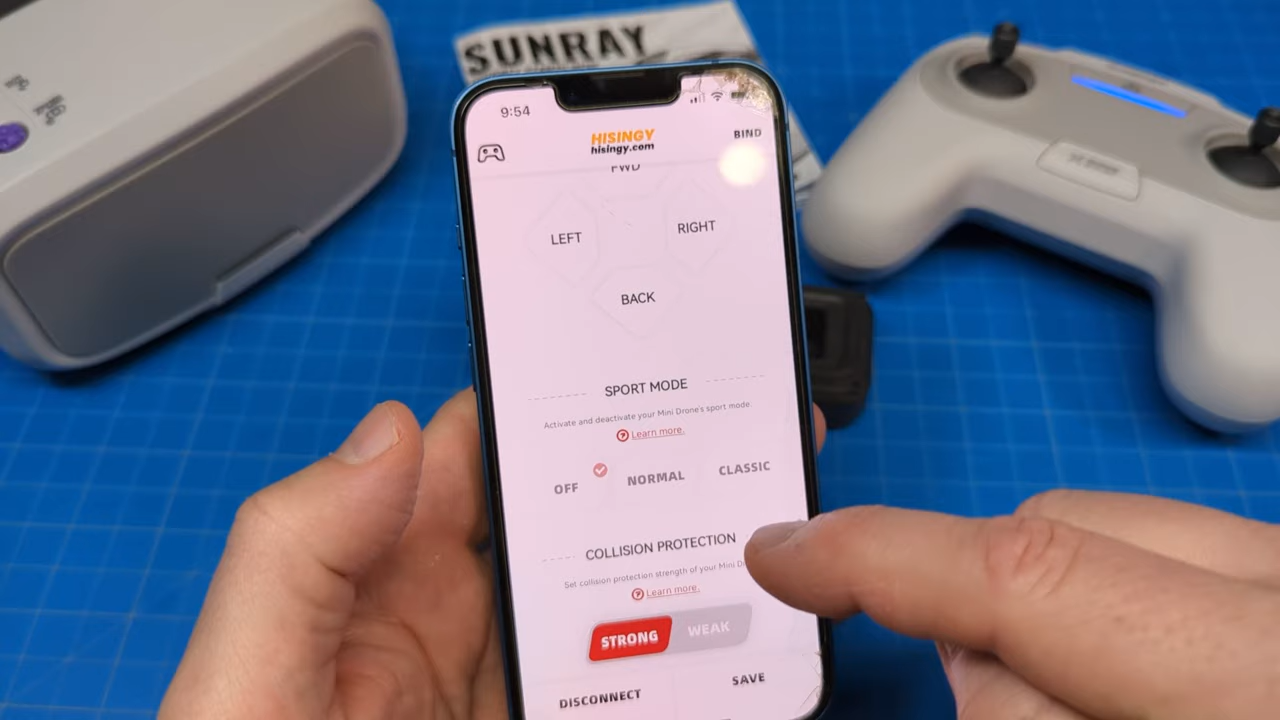 SUNRAY
9:54
HISINGY
hisingy.com
BIND
FWD
LEFT
RIGHT
BACK
SPORT MODE
Activate and deactivate your Mini Drone's sport mode.
Learn more.
OFF
NORMAL
CLASSIC
COLLISION PROTECTION
Set collision protection strength of your Mini
Learn more.
STRONG
WEAK
DISCONNECT
SAVE